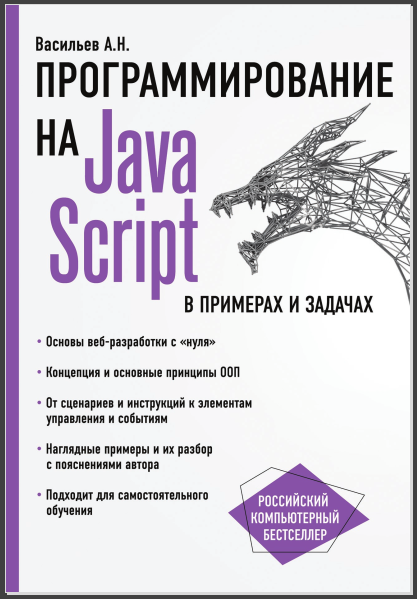 Васильев А.Н.
ПРОГРАММИРОВАНИЕ
НА Java
Script
В ПРИМЕРАХ И ЗАДАЧАХ
• Основы веб-разработки с «нуля»
• Концепция и основные принципы ООП
• От сценариев и инструкций к элементам
управления и событиям
• Наглядные примеры и их разбор
с пояснениями автора
• Подходит для самостоятельного
обучения
РОССИЙСКИЙ
КОМПЬЮТЕРНЫЙ
БЕСТСЕЛЛЕР